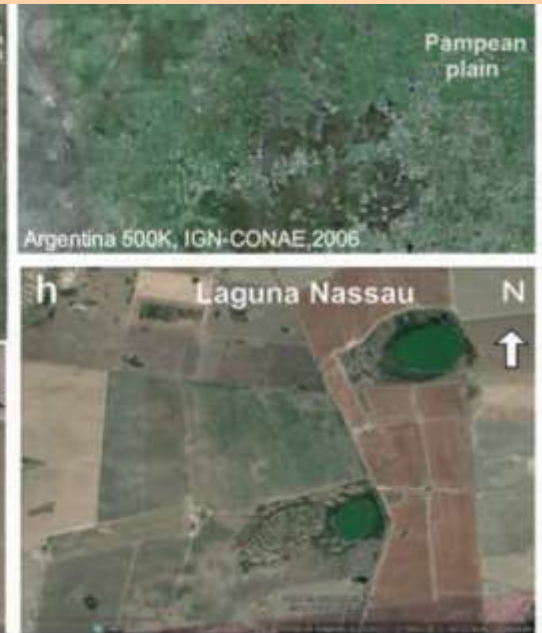 Pampean
plain
Argentina 500K, IGN-CONAE,2006
h
Laguna Nassau
N